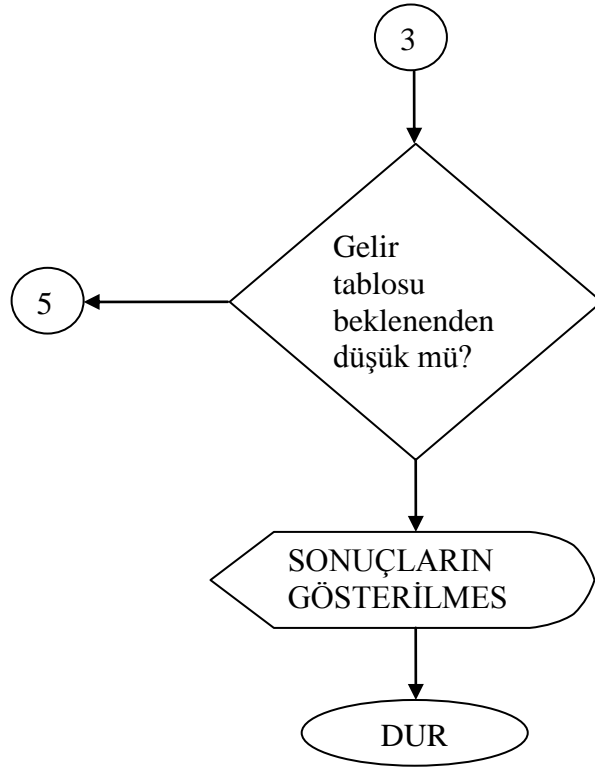 3
Gelir
tablosu
beklenenden
düşük mü?
5
SONUÇLARIN
GÖSTERİLMES
DUR